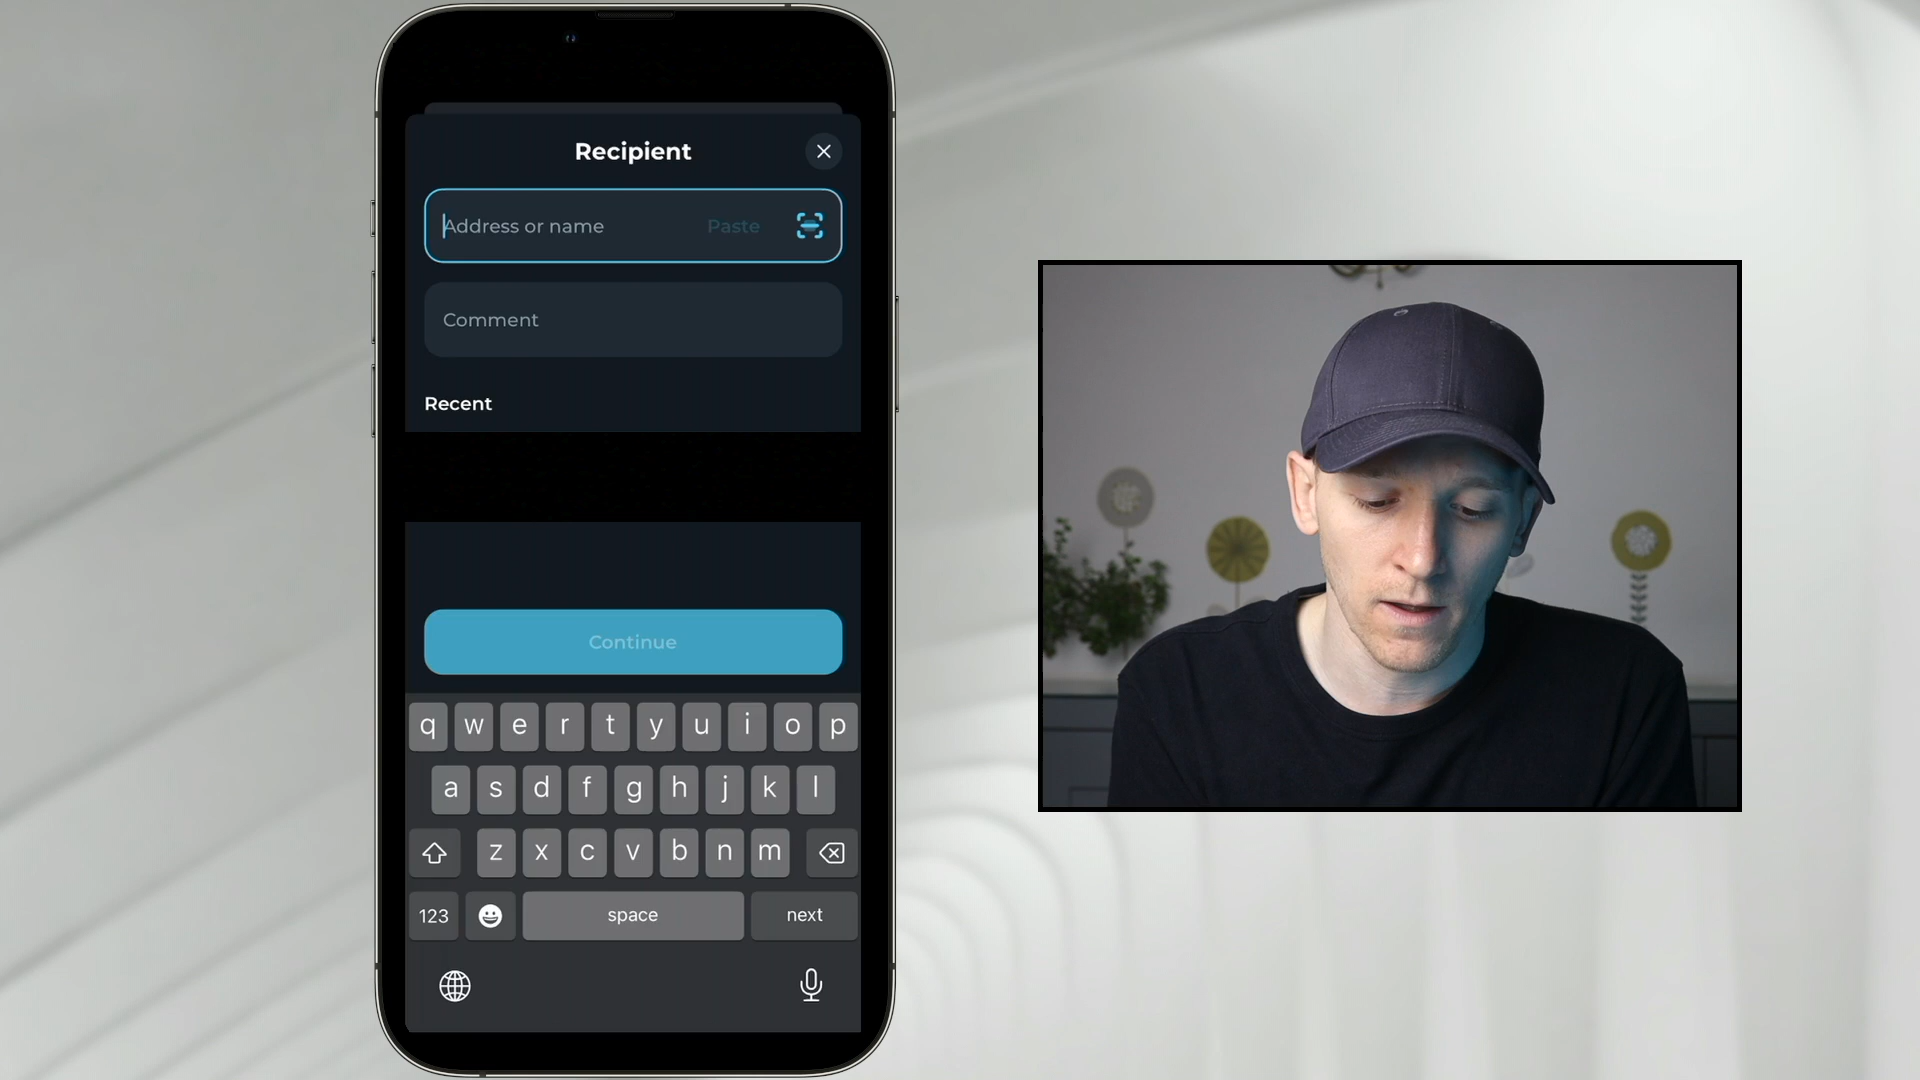 Recipient
Address or name
Paste
Comment
Recent
Continue
q w e r t y u i o p
a s d f g h j k l
z x c v b n m
123 space next